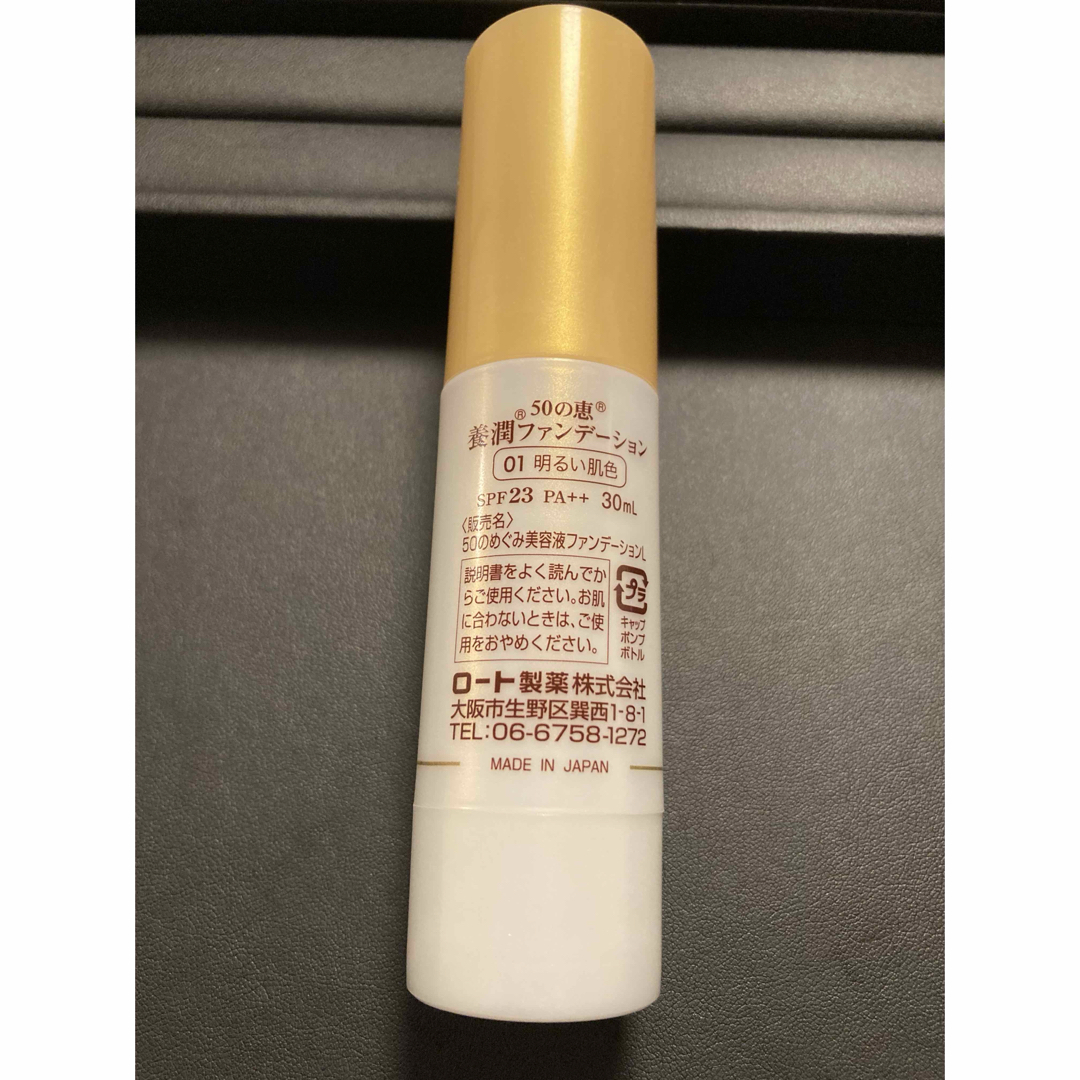 50の恵®
養®潤ファンデーション
01 明るい肌色
SPF23 PA++ 30mL
〈販売名〉
50のめぐみ美容液ファンデーションL
説明書をよく読んでか
らご使用ください。お肌
に合わないときは、ご使
用をおやめください。
プラ
キャップ
ポンプ
ボトル
ロート製薬株式会社
大阪市生野区巽西1-8-1
TEL:06-6758-1272
MADE IN JAPAN